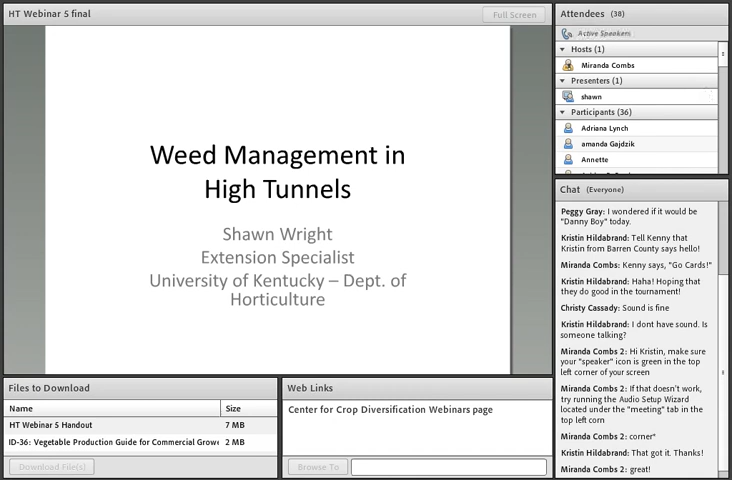 HT Webinar 5 final
Full Screen
Weed Management in
High Tunnels
Shawn Wright
Extension Specialist
University of Kentucky – Dept. of
Horticulture
Files to Download
Name Size
HT Webinar 5 Handout 7 MB
ID-36: Vegetable Production Guide for Commercial Growe 2 MB
Download File(s)
Web Links
Center for Crop Diversification Webinars page
Browse To
Attendees (38)
Active Speakers
Hosts (1)
Miranda Combs
Presenters (1)
shawn
Participants (36)
Adriana Lynch
amanda Gajdzik
Annette
Chat (Everyone)
Peggy Gray: I wondered if it would be
"Danny Boy" today.
Kristin Hildabrand: Tell Kenny that
Kristin from Barren County says hello!
Miranda Combs: Kenny says, "Go Cards!"
Kristin Hildabrand: Haha! Hoping that
they do good in the tournament!
Christy Cassady: Sound is fine
Kristin Hildabrand: I dont have sound. Is
someone talking?
Miranda Combs 2: Hi Kristin, make sure
your "speaker" icon is green in the top
left corner of your screen
Miranda Combs 2: If that doesn't work,
try running the Audio Setup Wizard
located under the "meeting" tab in the
top left corn
Miranda Combs 2: corner*
Kristin Hildabrand: That got it. Thanks!
Miranda Combs 2: great!